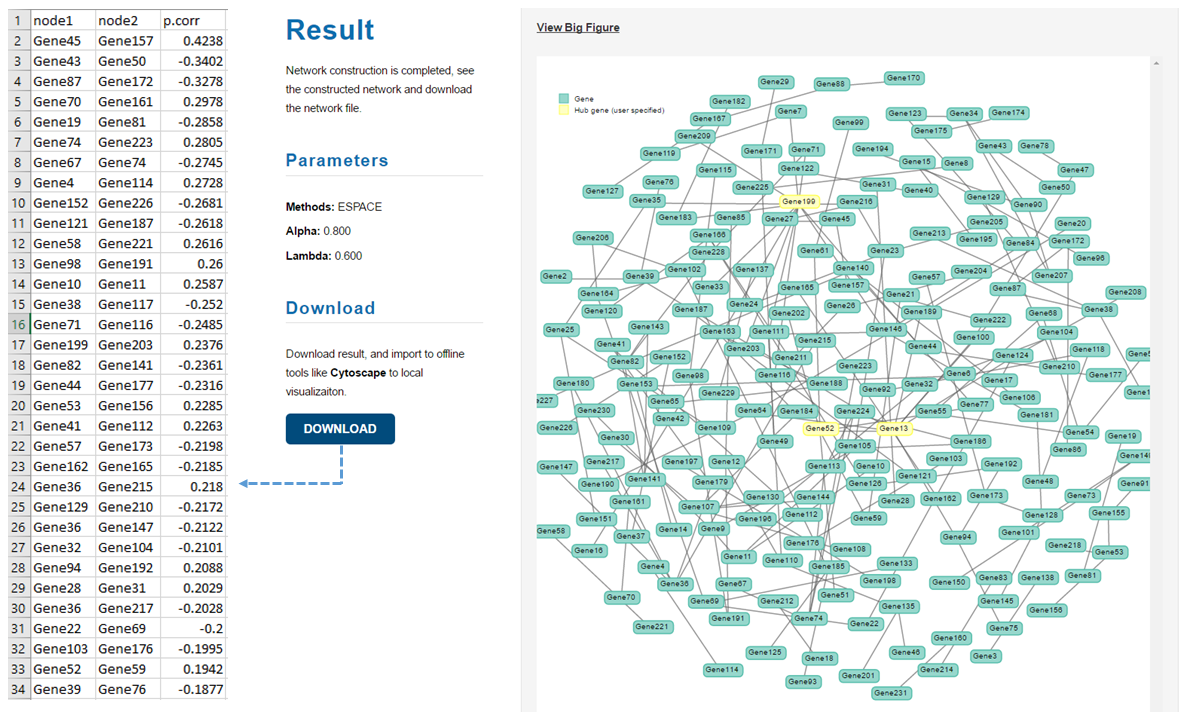 1 node1 node2 p.corr
2 Gene45 Gene157 0.4238
3 Gene43 Gene50 -0.3402
4 Gene87 Gene172 -0.3278
5 Gene70 Gene161 0.2978
6 Gene19 Gene81 -0.2858
7 Gene74 Gene223 0.2805
8 Gene67 Gene74 -0.2745
9 Gene4 Gene114 0.2728
10 Gene152 Gene226 -0.2681
11 Gene121 Gene187 -0.2618
12 Gene58 Gene221 0.2616
13 Gene98 Gene191 0.26
14 Gene10 Gene11 0.2587
15 Gene38 Gene117 -0.252
16 Gene71 Gene116 -0.2485
17 Gene199 Gene203 0.2376
18 Gene82 Gene141 -0.2361
19 Gene44 Gene177 -0.2316
20 Gene53 Gene156 0.2285
21 Gene41 Gene112 0.2263
22 Gene57 Gene173 -0.2198
23 Gene162 Gene165 -0.2185
24 Gene36 Gene215 0.218
25 Gene129 Gene210 -0.2172
26 Gene36 Gene147 -0.2122
27 Gene32 Gene104 -0.2101
28 Gene94 Gene192 0.2088
29 Gene28 Gene31 0.2029
30 Gene36 Gene217 -0.2028
31 Gene22 Gene69 -0.2
32 Gene103 Gene176 -0.1995
33 Gene52 Gene59 0.1942
34 Gene39 Gene76 -0.1877
Result
Network construction is completed, see
the constructed network and download
the network file.
Parameters
Methods: ESPACE
Alpha: 0.800
Lambda: 0.600
Download
Download result, and import to offline
tools like Cytoscape to local
visualizaiton.
DOWNLOAD
View Big Figure
Gene
Hub gene (user specified)
Gene29 Gene88 Gene170
Gene182 Gene7 Gene123 Gene34 Gene174
Gene167 Gene99 Gene175
Gene209 Gene43 Gene78
Gene119 Gene171 Gene71 Gene194
Gene115 Gene122 Gene15 Gene8 Gene47
Gene127 Gene76 Gene225 Gene31 Gene40 Gene50
Gene35 Gene199 Gene216 Gene129 Gene90
Gene183 Gene85 Gene27 Gene45 Gene205 Gene20
Gene206 Gene166 Gene213 Gene195 Gene84 Gene172
Gene228 Gene61 Gene23 Gene96
Gene2 Gene39 Gene102 Gene137 Gene140 Gene57 Gene204 Gene207
Gene164 Gene33 Gene165 Gene157 Gene21 Gene87 Gene208
Gene120 Gene187 Gene24 Gene202 Gene26 Gene189 Gene68 Gene38
Gene25 Gene143 Gene163 Gene111 Gene146 Gene222 Gene104
Gene41 Gene203 Gene215 Gene44 Gene100 Gene118
Gene82 Gene152 Gene211 Gene223 Gene124 Gene210
Gene180 Gene153 Gene98 Gene116 Gene188 Gene6 Gene17 Gene177
Gene229 Gene92 Gene32 Gene106
ne227 Gene230 Gene65 Gene64 Gene184 Gene224 Gene55 Gene77 Gene181
Gene226 Gene42 Gene109 Gene52 Gene13 Gene54 Gene19
Gene30 Gene49 Gene105 Gene186 Gene86
Gene147 Gene217 Gene197 Gene12 Gene113 Gene10 Gene103 Gene192
Gene190 Gene141 Gene179 Gene126 Gene121 Gene48 Gene91
Gene161 Gene107 Gene130 Gene144 Gene28 Gene162 Gene173 Gene73
Gene151 Gene196 Gene112 Gene59 Gene128 Gene155
Gene58 Gene37 Gene14 Gene9 Gene94 Gene101
Gene16 Gene11 Gene176 Gene108 Gene218 Gene53
Gene4 Gene110 Gene185 Gene133
Gene36 Gene67 Gene198 Gene150 Gene83 Gene138 Gene81
Gene70 Gene69 Gene212 Gene51 Gene135 Gene145 Gene156
Gene221 Gene191 Gene74 Gene22 Gene75
Gene125 Gene18 Gene46 Gene160 Gene3
Gene114 Gene93 Gene201 Gene214
Gene231